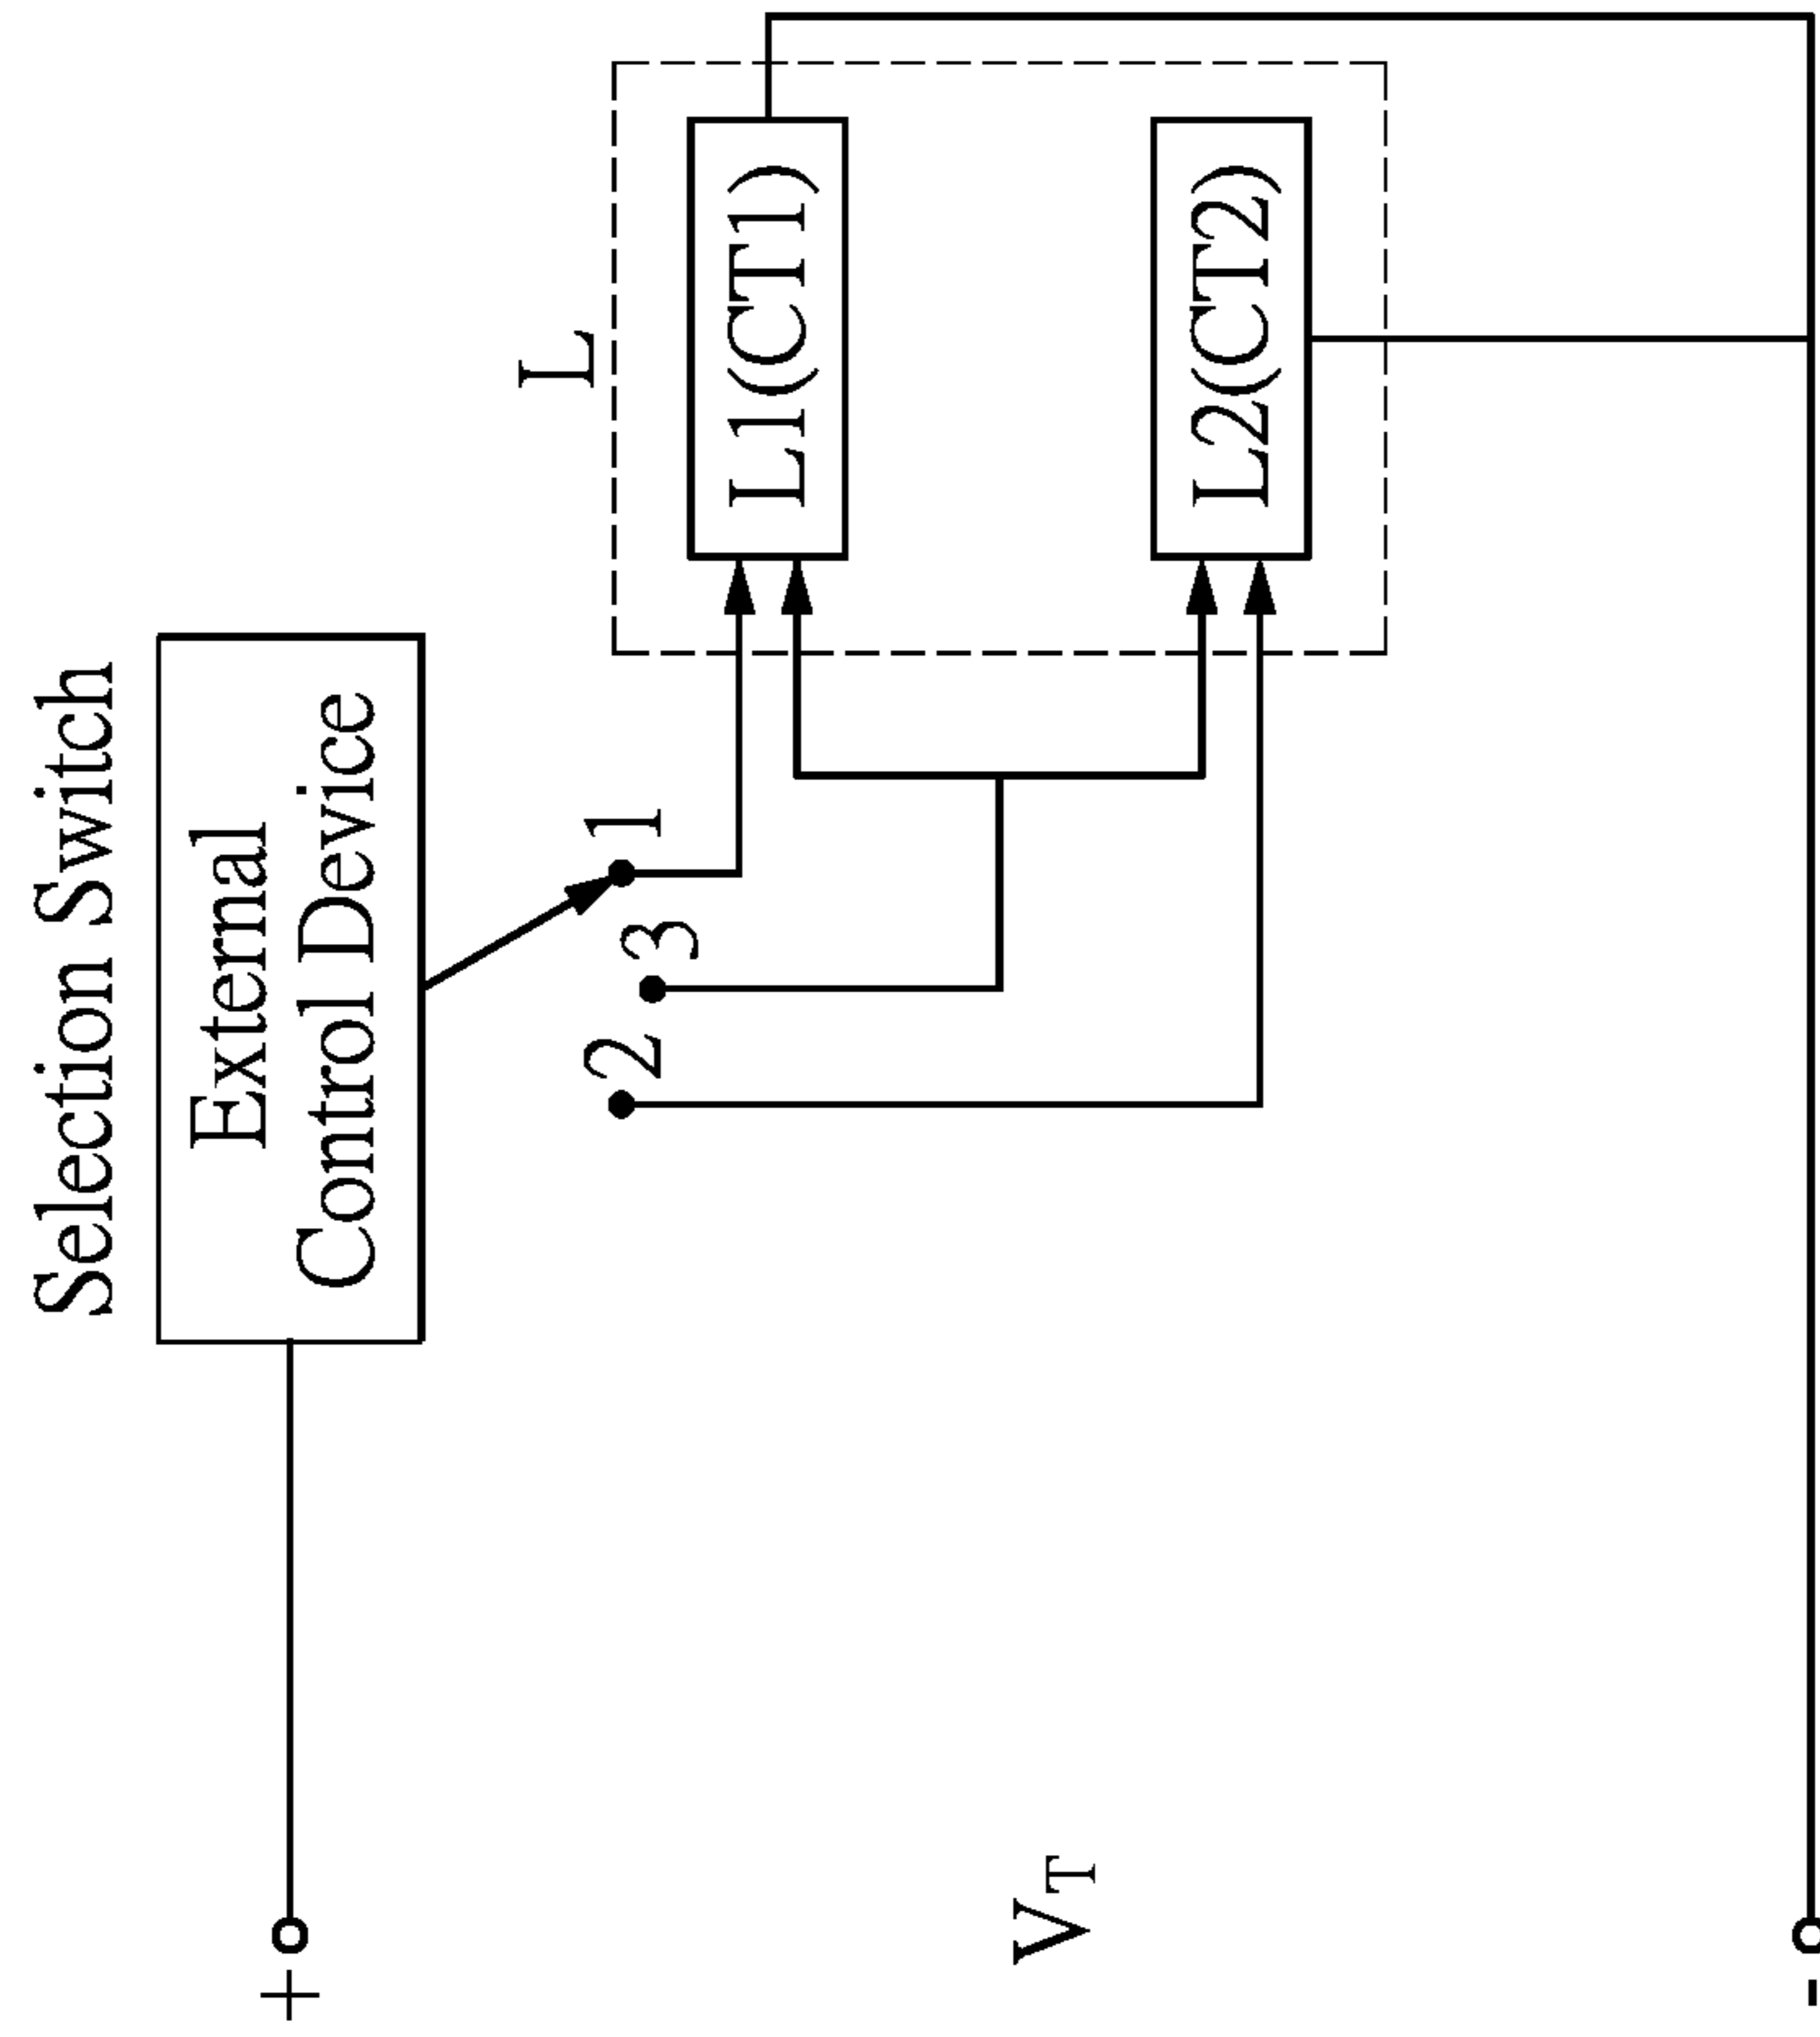 Selection Switch
External
Control Device
+
1
3
2
L
L1(CT1)
L2(CT2)
V_T
-